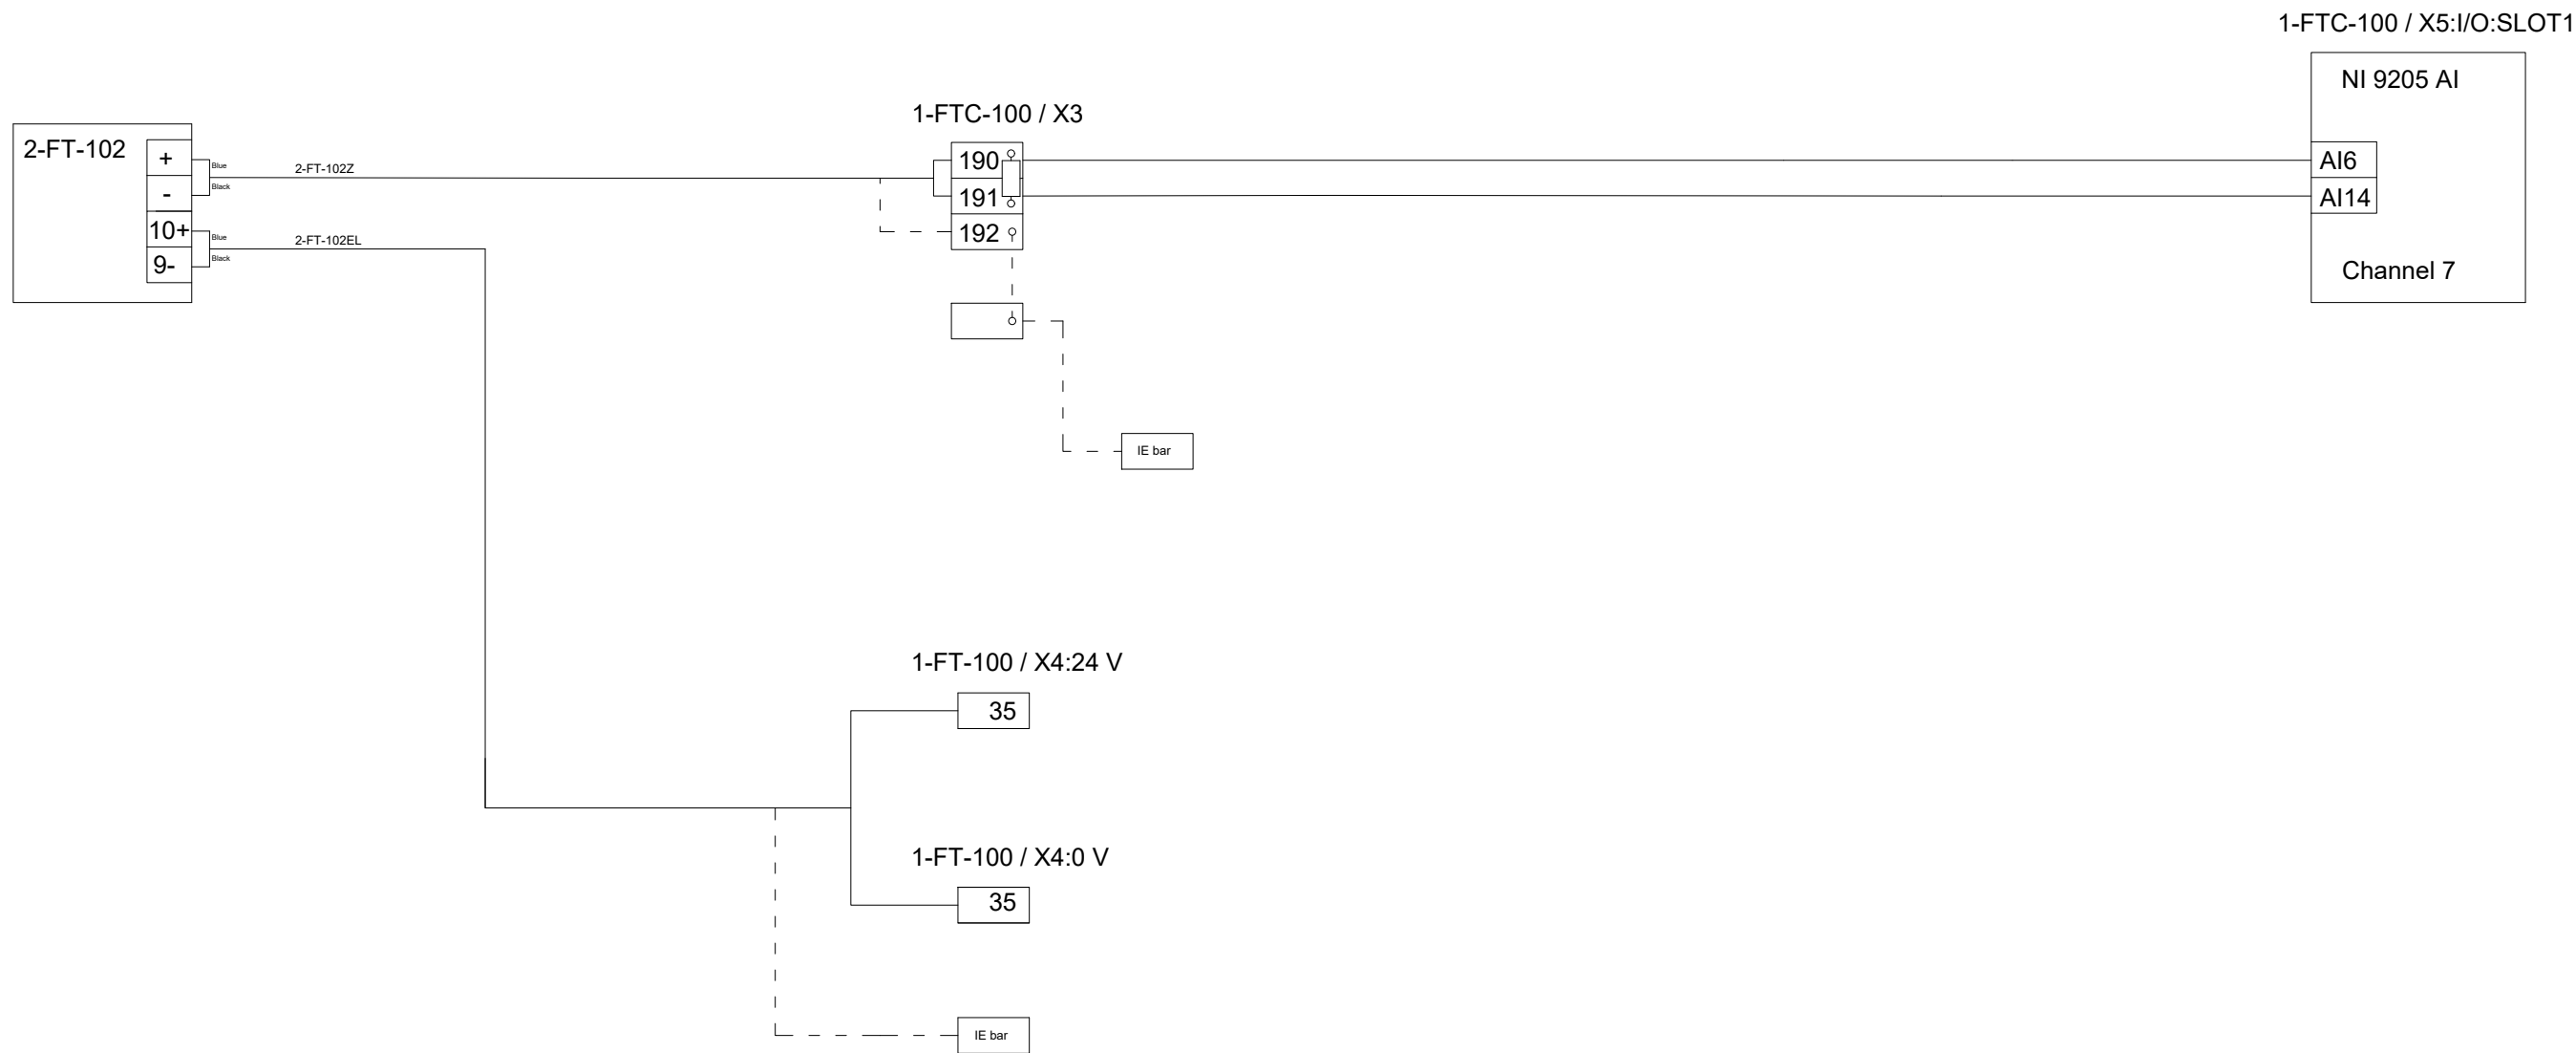 1-FTC-100 / X5:I/O:SLOT1
NI 9205 AI
1-FTC-100 / X3
2-FT-102
+
Blue
2-FT-102Z
190
AI6
-
Black
191
AI14
10+
Blue
2-FT-102EL
192
9-
Black
Channel 7
IE bar
1-FT-100 / X4:24 V
35
1-FT-100 / X4:0 V
35
IE bar